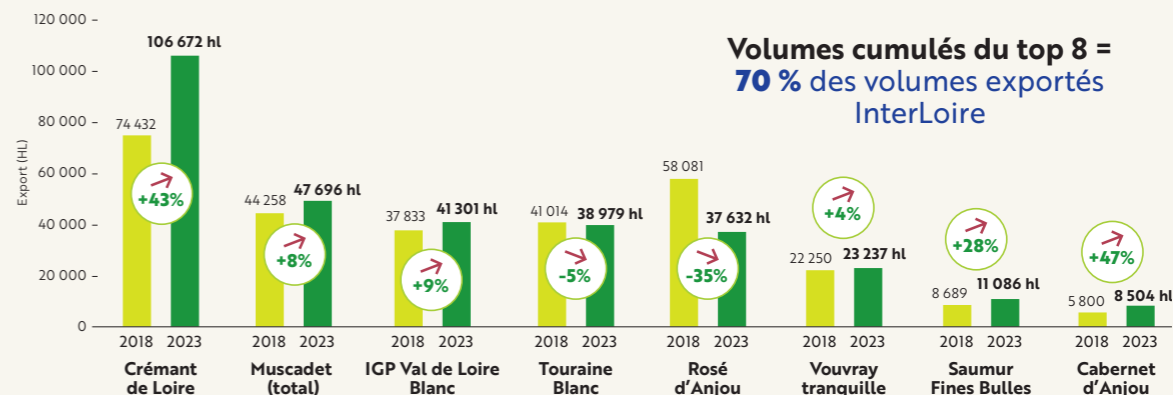 Volumes cumulés du top 8 =
70 % des volumes exportés
InterLoire
Export (HL)
120 000
100 000
80 000
60 000
40 000
20 000
0
74 432
106 672 hl
+43%
2018 2023
Crémant
de Loire
44 258
47 696 hl
+8%
2018 2023
Muscadet
(total)
37 833
41 301 hl
+9%
2018 2023
IGP Val de Loire
Blanc
41 014
38 979 hl
-5%
2018 2023
Touraine
Blanc
58 081
37 632 hl
-35%
2018 2023
Rosé
d'Anjou
22 250
23 237 hl
+4%
2018 2023
Vouvray
tranquille
8 689
11 086 hl
+28%
2018 2023
Saumur
Fines Bulles
5 800
8 504 hl
+47%
2018 2023
Cabernet
d'Anjou